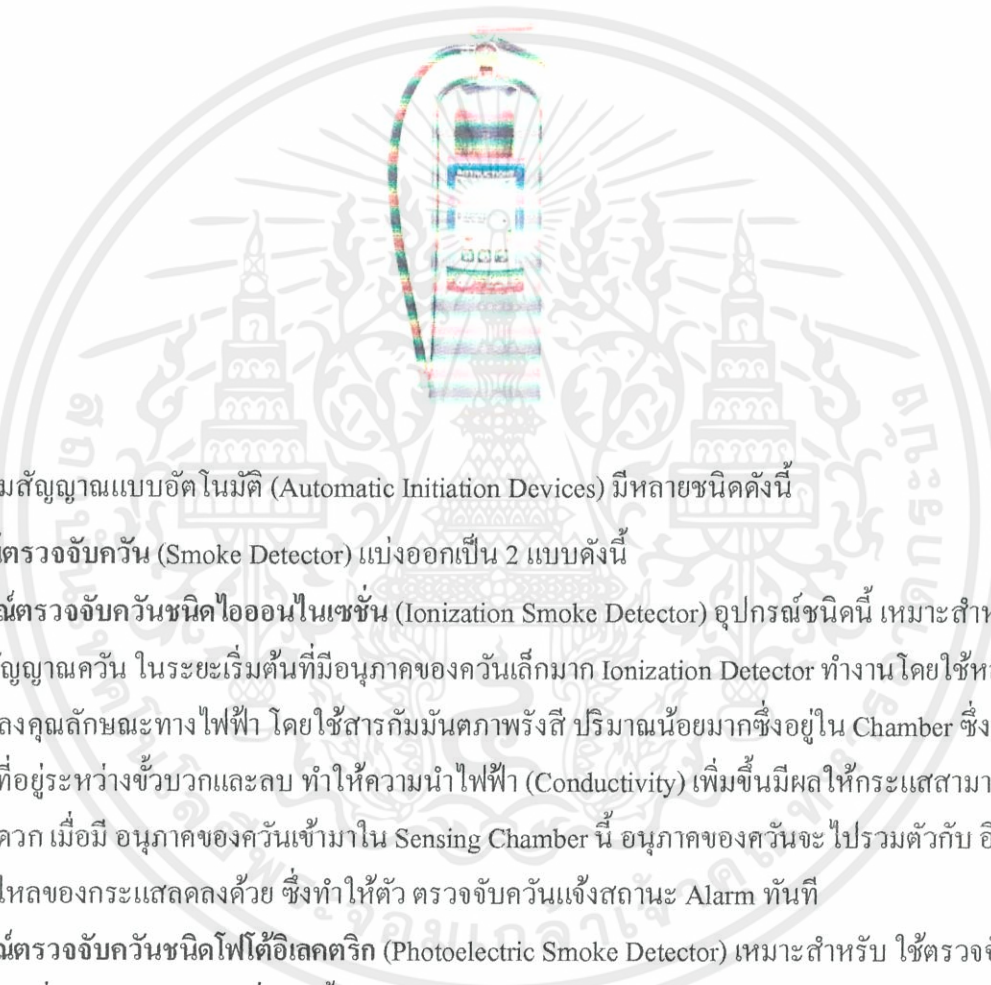 มสัญญาณแบบอัตโนมัติ (Automatic Initiation Devices) มีหลายชนิดดังนี้
์ตรวจจับควัน (Smoke Detector) แบ่งออกเป็น 2 แบบดังนี้
ณ์ตรวจจับควันชนิดไอออนไนเซชั่น (Ionization Smoke Detector) อุปกรณ์ชนิดนี้ เหมาะสำห
ัญญาณควัน ในระยะเริ่มต้นที่มีอนุภาคของควันเล็กมาก Ionization Detector ทำงานโดยใช้ห
ลงคุณลักษณะทางไฟฟ้า โดยใช้สารกัมมันตภาพรังสี ปริมาณน้อยมากซึ่งอยู่ใน Chamber ซึ่ง
ที่อยู่ระหว่างขั้วบวกและลบ ทำให้ความนำไฟฟ้า (Conductivity) เพิ่มขึ้นมีผลให้กระแสสามา
ดวก เมื่อมี อนุภาคของควันเข้ามาใน Sensing Chamber นี้ อนุภาคของควันจะ ไปรวมตัวกับ อิ
ไหลของกระแสลดลงด้วย ซึ่งทำให้ตัว ตรวจจับควันแจ้งสถานะ Alarm ทันที
ณ์ตรวจจับควันชนิดโฟโต้อิเลคตริก (Photoelectric Smoke Detector) เหมาะสำหรับ ใช้ตรวจจ